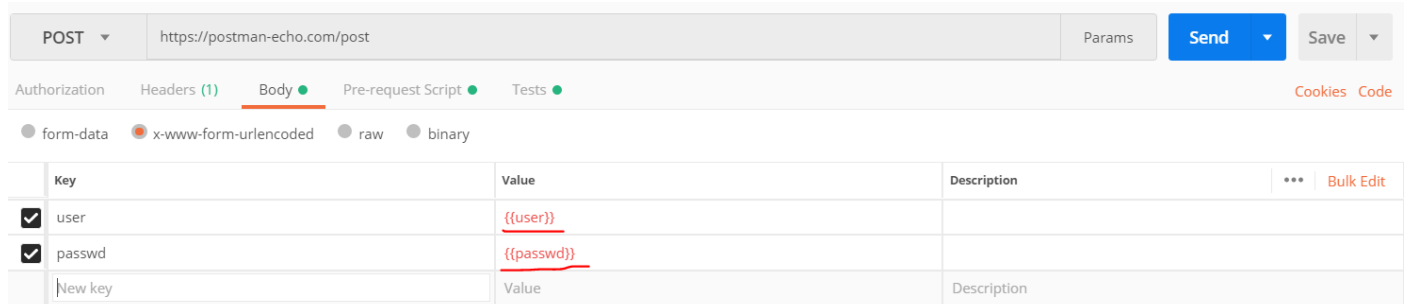 POST https://postman-echo.com/post Params Send Save
Authorization Headers (1) Body Pre-request Script Tests Cookies Code
form-data x-www-form-urlencoded raw binary
Key Value Description Bulk Edit
user {{user}}
passwd {{passwd}}
New key Value Description